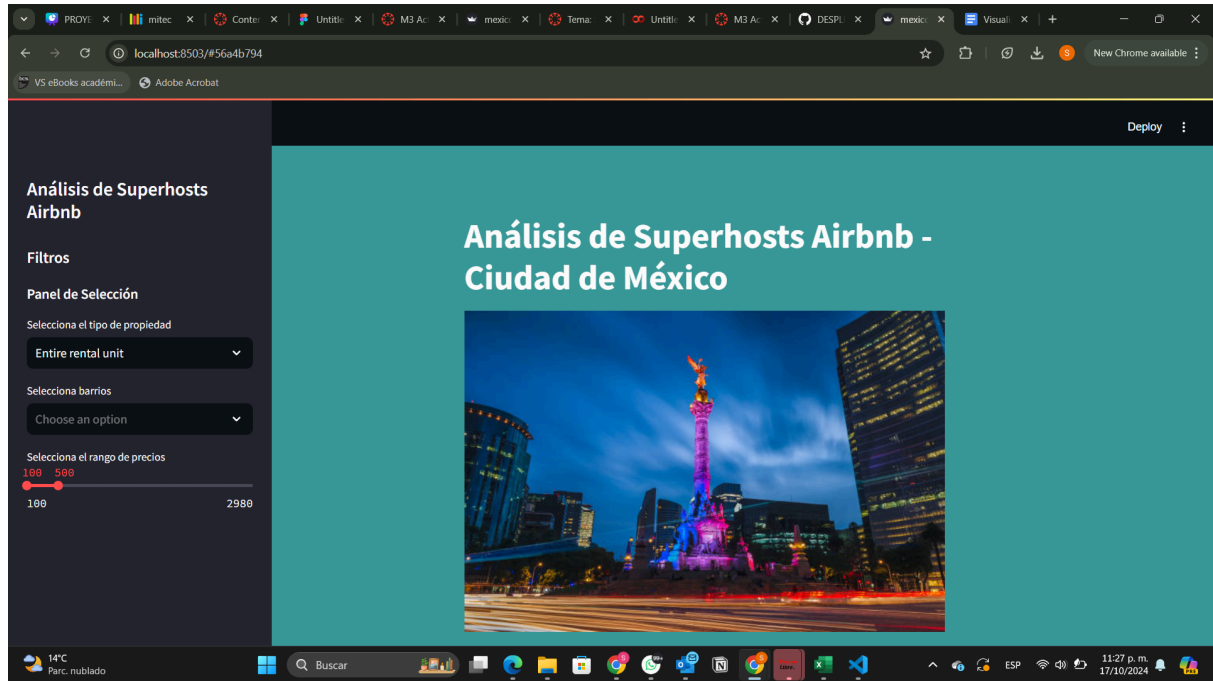 PROYE
mitec
Conten
Untitle
M3 Ac
mexico
Tema:
Untitle
M3 Ac
DESPLI
mexico
Visuali
localhost:8503/#56a4b794
S
New Chrome available
VS eBooks académi...
Adobe Acrobat
Deploy
Análisis de Superhosts
Airbnb
Filtros
Panel de Selección
Selecciona el tipo de propiedad
Entire rental unit
Selecciona barrios
Choose an option
Selecciona el rango de precios
100 500
100 2980
Análisis de Superhosts Airbnb -
Ciudad de México
14°C
Parc. nublado
Buscar
ESP
11:27 p. m.
17/10/2024